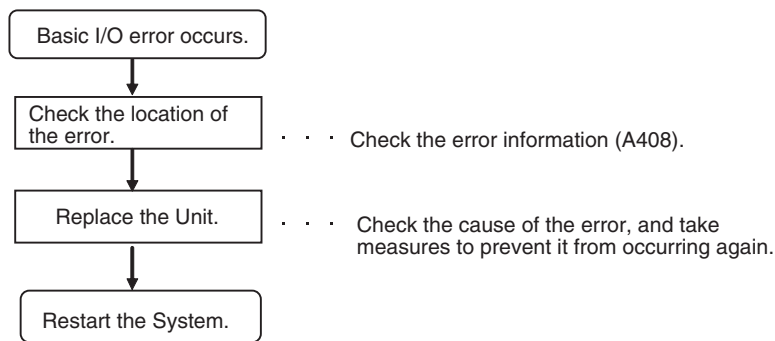 Basic I/O error occurs.
Check the location of
the error.
· · · Check the error information (A408).
Replace the Unit.
· · · Check the cause of the error, and take
measures to prevent it from occurring again.
Restart the System.